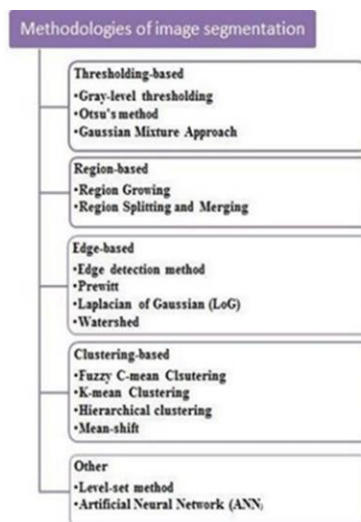 Methodologies of image segmentation
Thresholding-based
•Gray-level thresholding
•Otsu's method
•Gaussian Mixture Approach
Region-based
•Region Growing
•Region Splitting and Merging
Edge-based
•Edge detection method
•Prewitt
•Laplacian of Gaussian (LoG)
•Watershed
Clustering-based
•Fuzzy C-mean Clsutering
•K-mean Clustering
•Hierarchical clustering
•Mean-shift
Other
•Level-set method
•Artificial Neural Network (ANN)